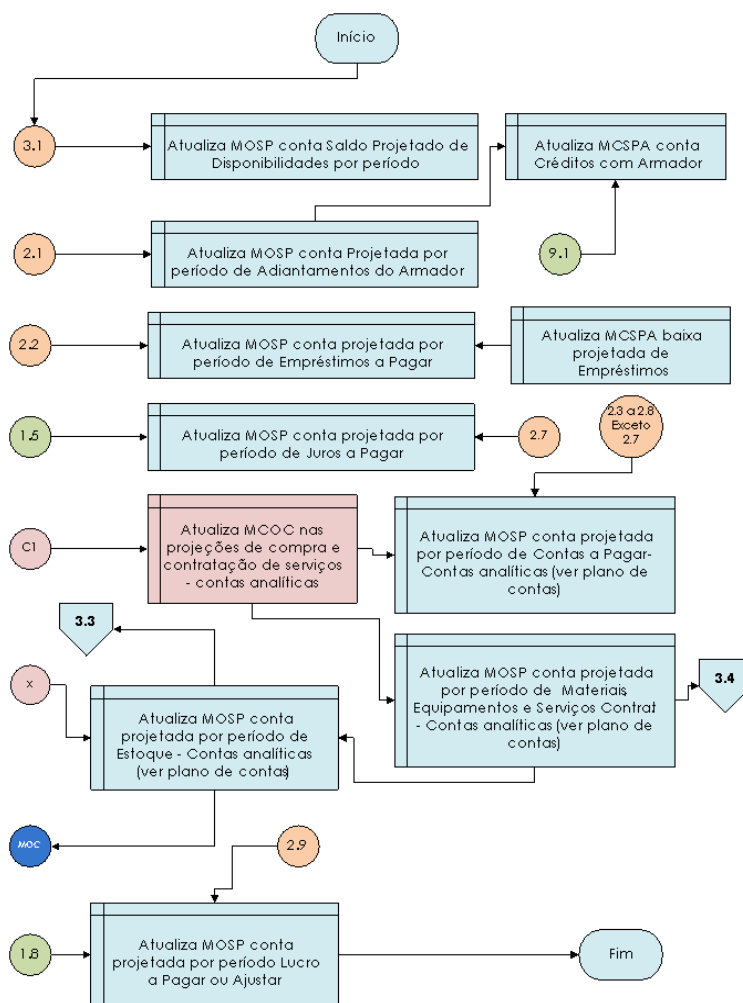 Início
3.1
Atualiza MOSP conta Saldo Projetado de
Disponibilidades por período
Atualiza MCSPA conta
Créditos com Armador
2.1
Atualiza MOSP conta Projetada por
período de Adiantamentos do Armador
9.1
2.2
Atualiza MOSP conta projetada por
período de Empréstimos a Pagar
Atualiza MCSPA baixa
projetada de
Empréstimos
1.5
Atualiza MOSP conta projetada por
período de Juros a Pagar
2.7
2.3 a 2.8
Exceto
2.7
C1
Atualiza MCOC nas
projeções de compra e
contratação de serviços
- contas analíticas
Atualiza MOSP conta projetada
por período de Contas a Pagar-
Contas analíticas (ver plano de
contas)
3.3
x
Atualiza MOSP conta
projetada por período de
Estoque - Contas analíticas
(ver plano de contas)
Atualiza MOSP conta projetada
por período de Materiais
Equipamentos e Serviços Contrat
- Contas analíticas (ver plano de
contas)
3.4
MOC
2.9
1.8
Atualiza MOSP conta
projetada por período Lucro
a Pagar ou Ajustar
Fim